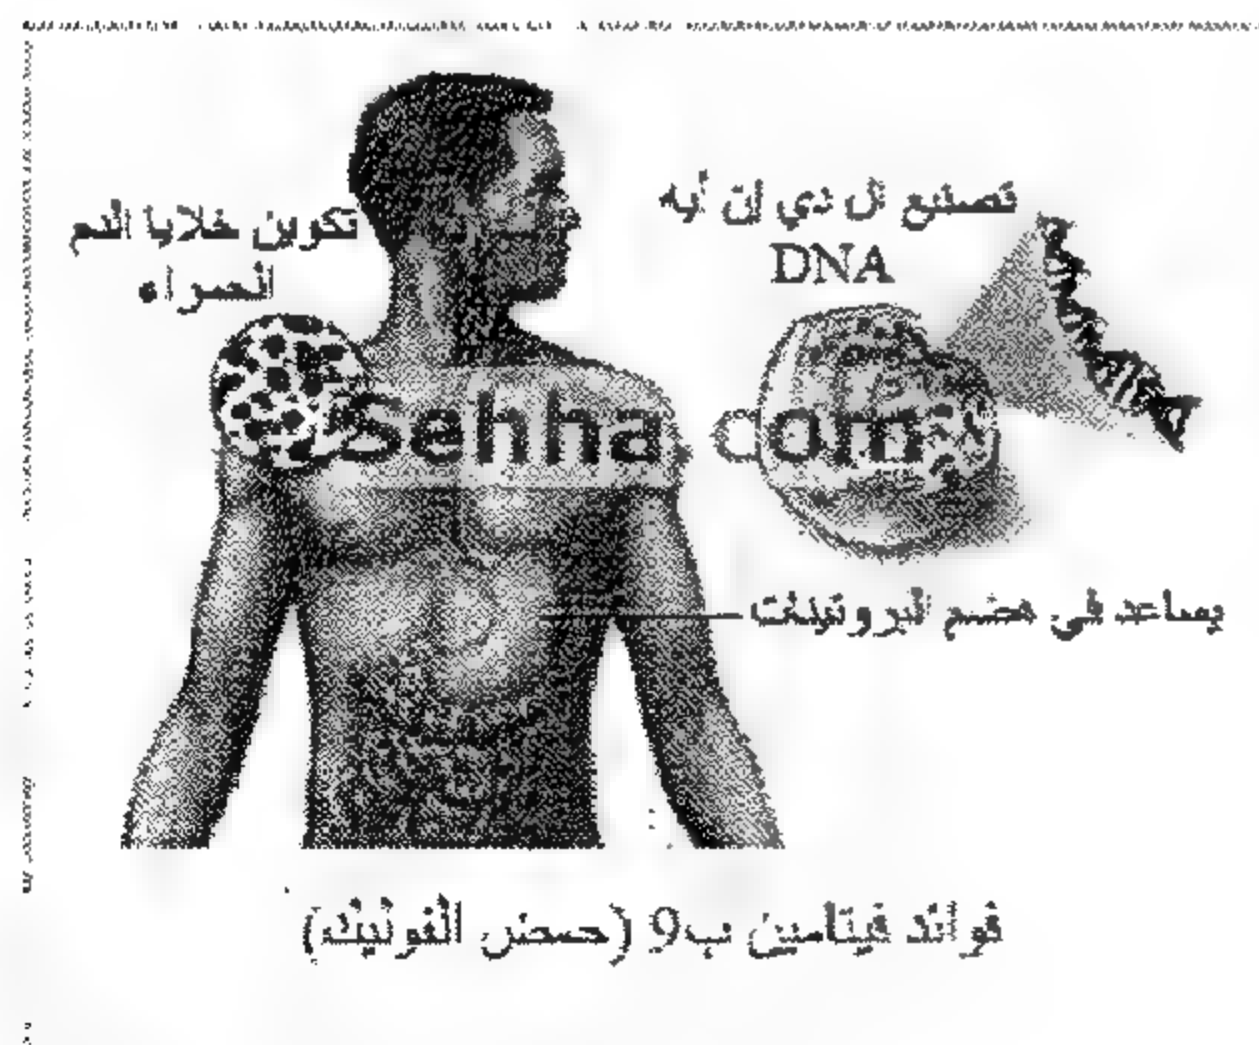 تصنيع ال دي إن أيه
DNA
تكوين خلايا الدم
الحمراء
Sehha.com
يساعد في هضم البروتينات
فوائد فيتامين ب9 (حمض الفوليك)